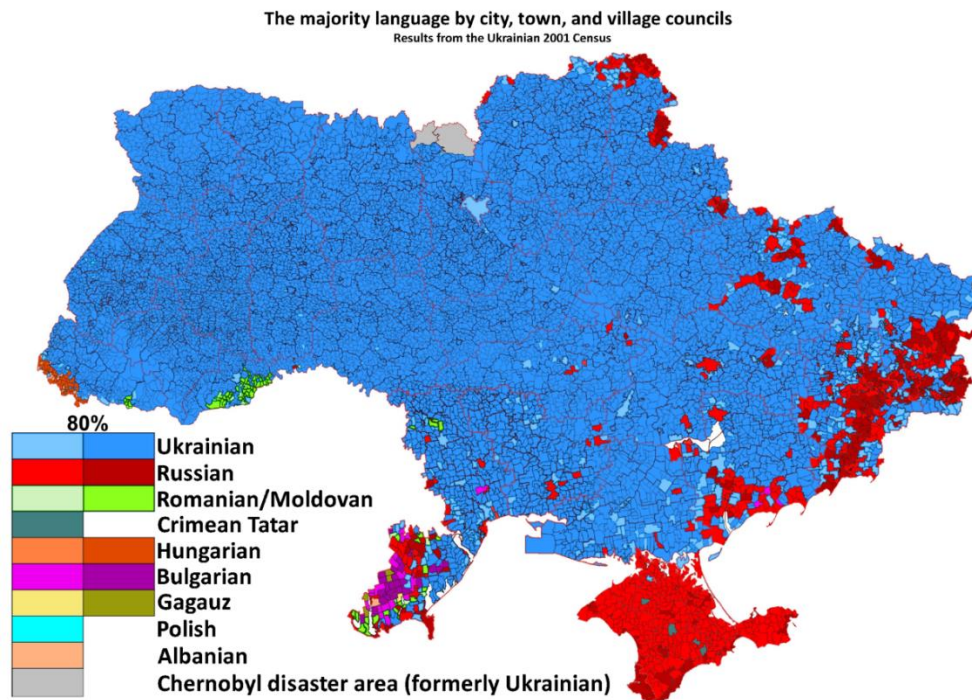 The majority language by city, town, and village councils
Results from the Ukrainian 2001 Census
80%
Ukrainian
Russian
Romanian/Moldovan
Crimean Tatar
Hungarian
Bulgarian
Gagauz
Polish
Albanian
Chernobyl disaster area (formerly Ukrainian)